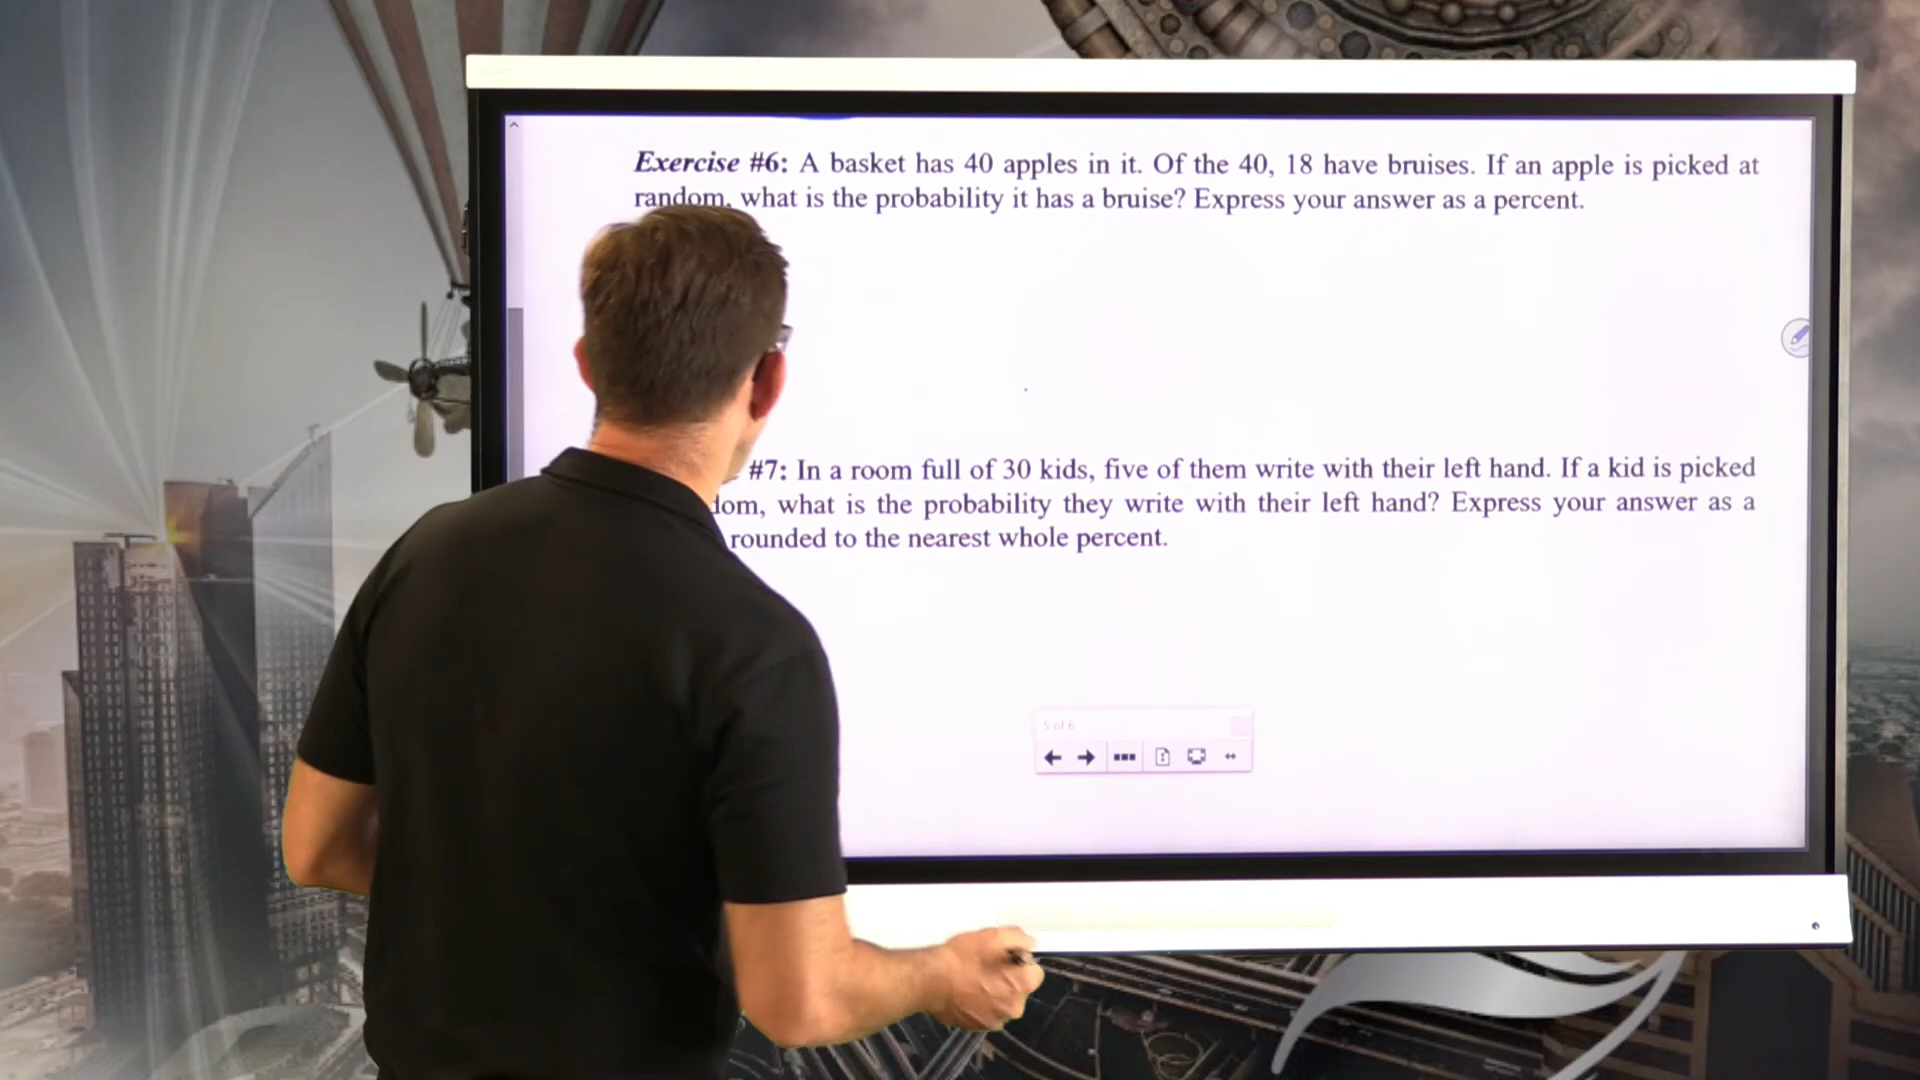 Exercise #6: A basket has 40 apples in it. Of the 40, 18 have bruises. If an apple is picked at
random, what is the probability it has a bruise? Express your answer as a percent.
#7: In a room full of 30 kids, five of them write with their left hand. If a kid is picked
what is the probability they write with their left hand? Express your answer as a
rounded to the nearest whole percent.
5 of 6